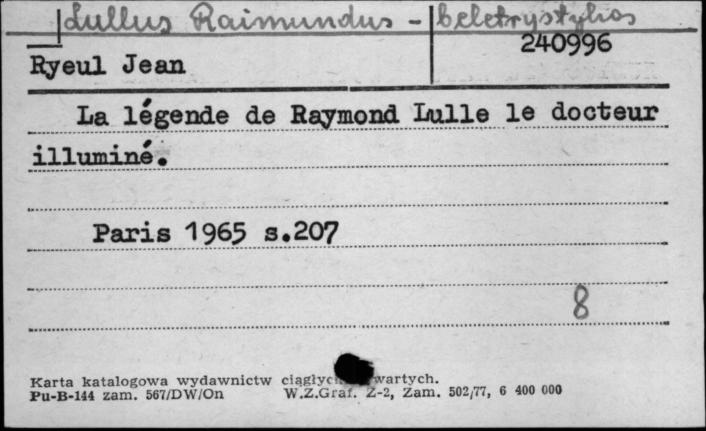 Lullus Raimundus - beletrystyka
240996
Ryeul Jean
La légende de Raymond Lulle le docteur
illuminé.
Paris 1965 s.207
8
Karta katalogowa wydawnictw ciągłych wartych.
Pu-B-144 zam. 567/DW/On W.Z.Graf. Z-2, Zam. 502/77, 6 400 000